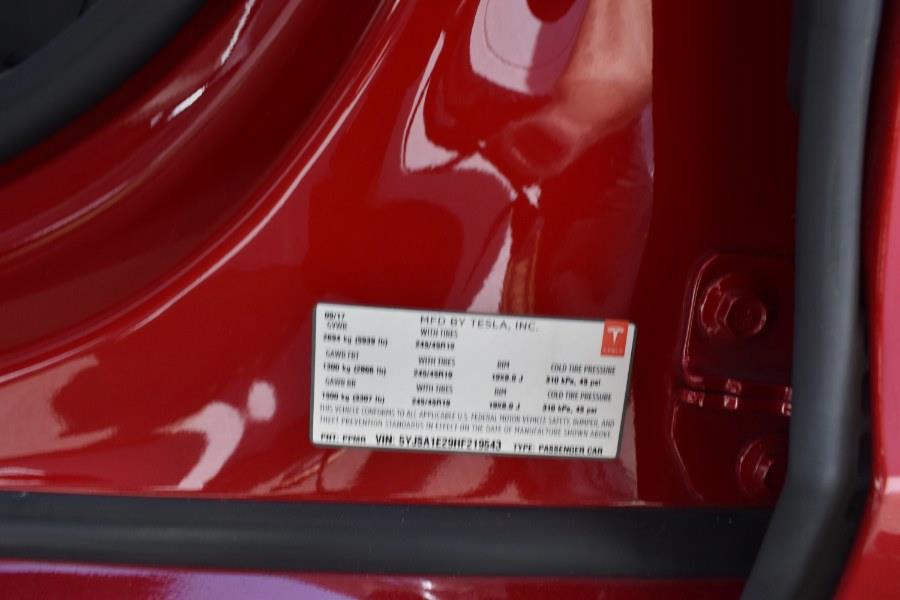 09/17 MFD BY TESLA, INC.
GVWR WITH TIRES
2694 kg (5939 lb) 245/45R19
GAWR FRT WITH TIRES RIM COLD TIRE PRESSURE
1300 kg (2866 lb) 245/45R19 19X8.0 J 310 kPa, 45 psi
GAWR RR WITH TIRES RIM COLD TIRE PRESSURE
245/45R19 19X8.0 J 310 kPa, 45 psi
THIS VEHICLE CONFORMS TO ALL APPLICABLE U.S. FEDERAL MOTOR VEHICLE SAFETY, BUMPER, AND
THEFT PREVENTION STANDARDS IN EFFECT ON THE DATE OF MANUFACTURE SHOWN ABOVE.
PNT: PPMR VIN: 5YJSA1E29HF219543 TYPE: PASSENGER CAR
TESLA